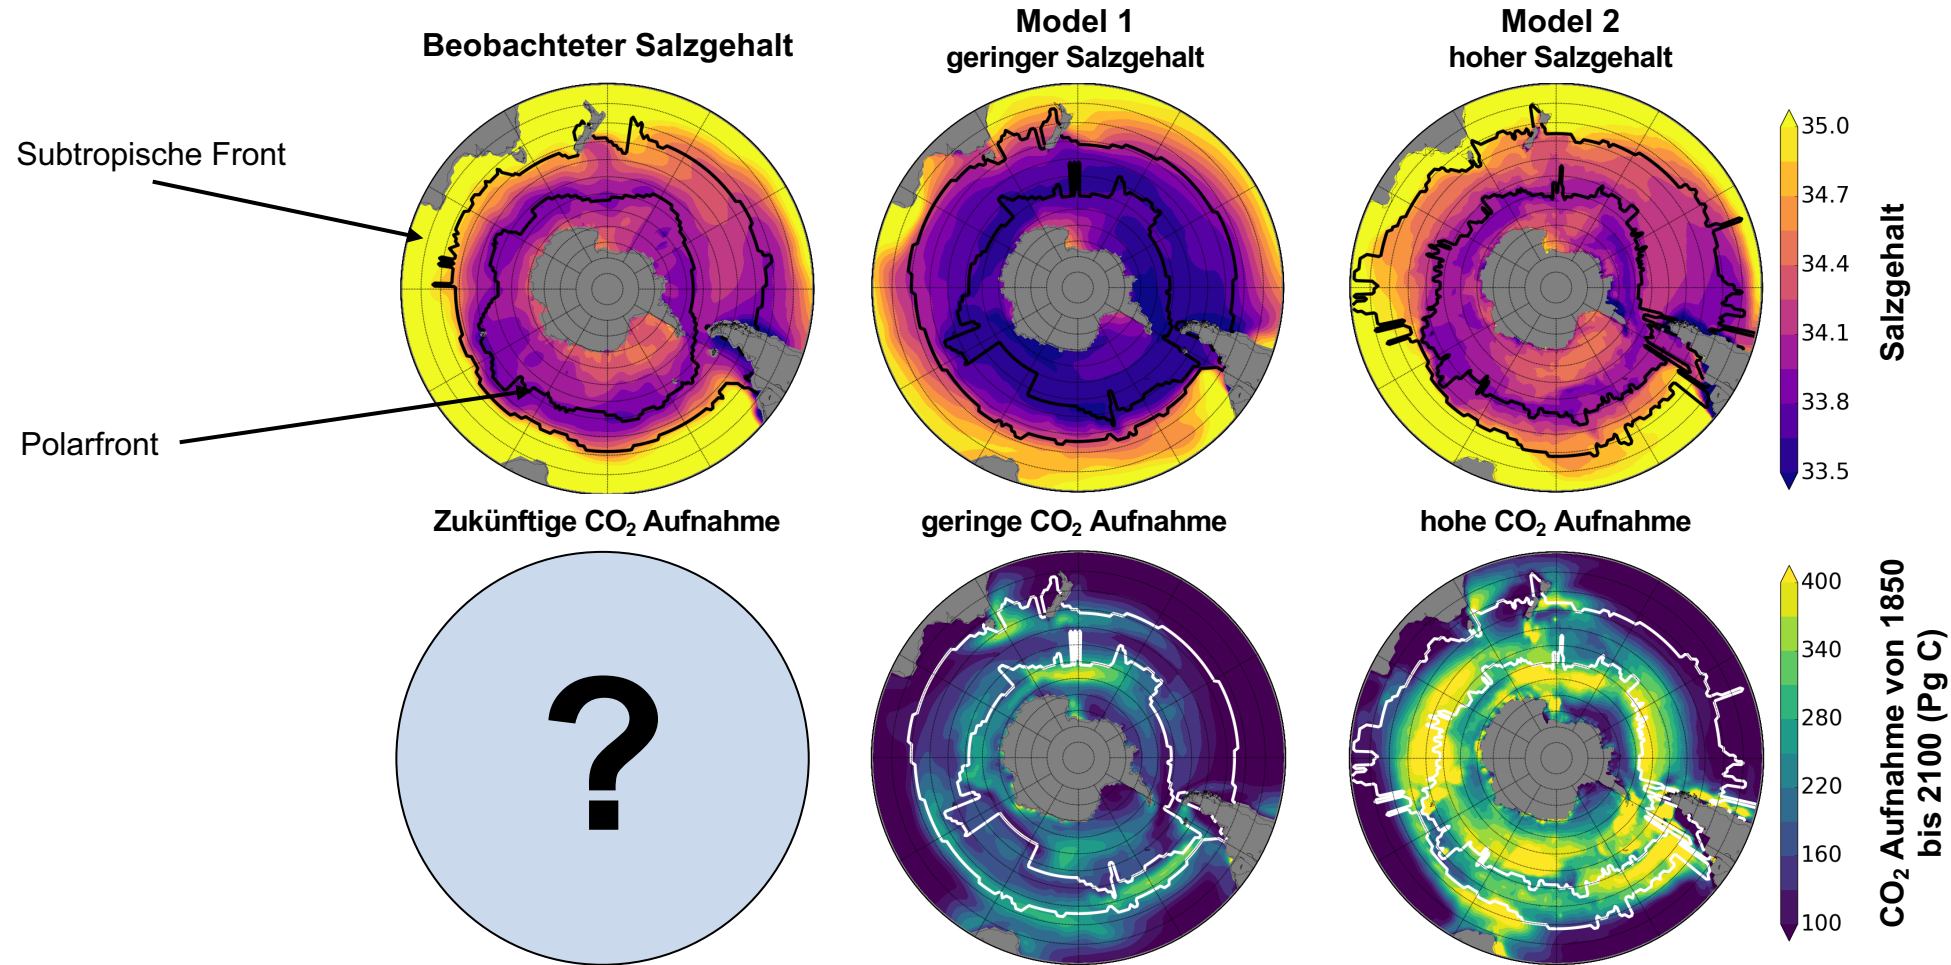 Beobachteter Salzgehalt
Model 1
geringer Salzgehalt
Model 2
hoher Salzgehalt
Subtropische Front
Polarfront
35.0
34.7
34.4
34.1
33.8
33.5
Salzgehalt
Zukünftige CO₂ Aufnahme
geringe CO₂ Aufnahme
hohe CO₂ Aufnahme
?
400
340
280
220
160
100
CO₂ Aufnahme von 1850
bis 2100 (Pg C)